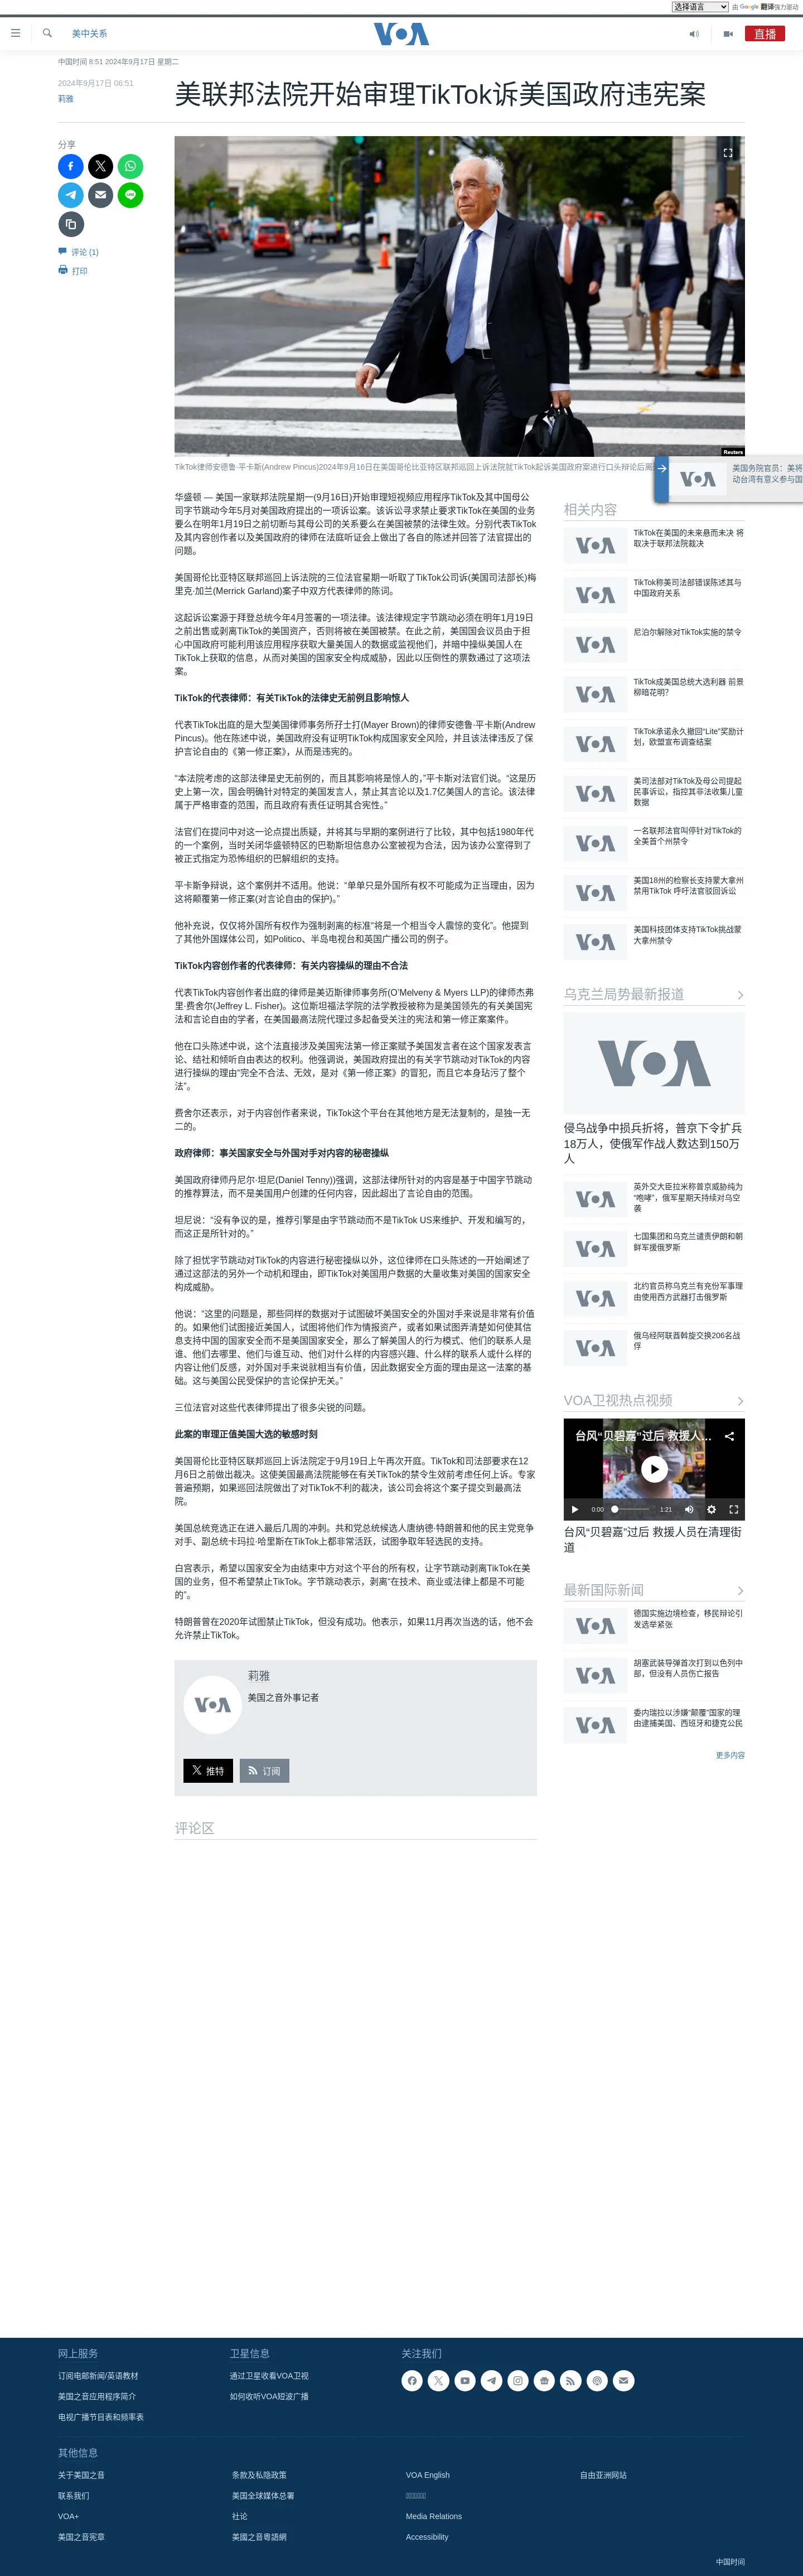 选择语言 由 Google 翻译强力驱动
美中关系
VOA
直播
中国时间 8:51 2024年9月17日 星期二
2024年9月17日 06:51
莉雅
美联邦法院开始审理TikTok诉美国政府违宪案
分享
评论 (1)
打印
Reuters
TikTok律师安德鲁·平卡斯(Andrew Pincus)2024年9月16日在美国哥伦比亚特区联邦巡回上诉法院就TikTok起诉美国政府案进行口头辩论后离
美国务院官员：美将
动台湾有意义参与国
华盛顿 — 美国一家联邦法院星期一(9月16日)开始审理短视频应用程序TikTok及其中国母公
司字节跳动今年5月对美国政府提出的一项诉讼案。该诉讼寻求禁止要求TikTok在美国的业务
要么在明年1月19日之前切断与其母公司的关系要么在美国被禁的法律生效。分别代表TikTok
及其内容创作者以及美国政府的律师在法庭听证会上做出了各自的陈述并回答了法官提出的
问题。
美国哥伦比亚特区联邦巡回上诉法院的三位法官星期一听取了TikTok公司诉(美国司法部长)梅
里克·加兰(Merrick Garland)案子中双方代表律师的陈词。
这起诉讼案源于拜登总统今年4月签署的一项法律。该法律规定字节跳动必须在明年1月19日
之前出售或剥离TikTok的美国资产，否则将被在美国被禁。在此之前，美国国会议员由于担
心中国政府可能利用该应用程序获取大量美国人的数据或监视他们，并暗中操纵美国人在
TikTok上获取的信息，从而对美国的国家安全构成威胁，因此以压倒性的票数通过了这项法
案。
TikTok的代表律师：有关TikTok的法律史无前例且影响惊人
代表TikTok出庭的是大型美国律师事务所孖士打(Mayer Brown)的律师安德鲁·平卡斯(Andrew
Pincus)。他在陈述中说，美国政府没有证明TikTok构成国家安全风险，并且该法律违反了保
护言论自由的《第一修正案》，从而是违宪的。
“本法院考虑的这部法律是史无前例的，而且其影响将是惊人的，”平卡斯对法官们说。“这是历
史上第一次，国会明确针对特定的美国发言人，禁止其言论以及1.7亿美国人的言论。该法律
属于严格审查的范围，而且政府有责任证明其合宪性。”
法官们在提问中对这一论点提出质疑，并将其与早期的案例进行了比较，其中包括1980年代
的一个案例，当时关闭华盛顿特区的巴勒斯坦信息办公室被视为合法，因为该办公室得到了
被正式指定为恐怖组织的巴解组织的支持。
平卡斯争辩说，这个案例并不适用。他说：“单单只是外国所有权不可能成为正当理由，因为
这将颠覆第一修正案(对言论自由的保护)。”
他补充说，仅仅将外国所有权作为强制剥离的标准“将是一个相当令人震惊的变化”。他提到
了其他外国媒体公司，如Politico、半岛电视台和英国广播公司的例子。
TikTok内容创作者的代表律师：有关内容操纵的理由不合法
代表TikTok内容创作者出庭的律师是美迈斯律师事务所(O’Melveny & Myers LLP)的律师杰弗
里·费舍尔(Jeffrey L. Fisher)。这位斯坦福法学院的法学教授被称为是美国领先的有关美国宪
法和言论自由的学者，在美国最高法院代理过多起备受关注的宪法和第一修正案案件。
他在口头陈述中说，这个法直接涉及美国宪法第一修正案赋予美国发言者在这个国家发表言
论、结社和倾听自由表达的权利。他强调说，美国政府提出的有关字节跳动对TikTok的内容
进行操纵的理由“完全不合法、无效，是对《第一修正案》的冒犯，而且它本身玷污了整个
法”。
费舍尔还表示，对于内容创作者来说，TikTok这个平台在其他地方是无法复制的，是独一无
二的。
政府律师：事关国家安全与外国对手对内容的秘密操纵
美国政府律师丹尼尔·坦尼(Daniel Tenny))强调，这部法律所针对的内容是基于中国字节跳动
的推荐算法，而不是美国用户创建的任何内容，因此超出了言论自由的范围。
坦尼说：“没有争议的是，推荐引擎是由字节跳动而不是TikTok US来维护、开发和编写的，
而这正是所针对的。”
除了担忧字节跳动对TikTok的内容进行秘密操纵以外，这位律师在口头陈述的一开始阐述了
通过这部法的另外一个动机和理由，即TikTok对美国用户数据的大量收集对美国的国家安全
构成威胁。
他说：“这里的问题是，那些同样的数据对于试图破坏美国安全的外国对手来说是非常有价值
的。如果他们试图接近美国人，试图将他们作为情报资产，或者如果试图弄清楚如何使其信
息支持中国的国家安全而不是美国国家安全，那么了解美国人的行为模式、他们的联系人是
谁、他们去哪里、他们与谁互动、他们对什么样的内容感兴趣、什么样的联系人或什么样的
内容让他们反感，对外国对手来说就相当有价值，因此数据安全方面的理由是这一法案的基
础。这与美国公民受保护的言论保护无关。”
三位法官对这些代表律师提出了很多尖锐的问题。
此案的审理正值美国大选的敏感时刻
美国哥伦比亚特区联邦巡回上诉法院定于9月19日上午再次开庭。TikTok和司法部要求在12
月6日之前做出裁决。这使美国最高法院能够在有关TikTok的禁令生效前考虑任何上诉。专家
普遍预期，如果巡回法院做出了对TikTok不利的裁决，该公司会将这个案子提交到最高法
院。
美国总统竞选正在进入最后几周的冲刺。共和党总统候选人唐纳德·特朗普和他的民主党竞争
对手、副总统卡玛拉·哈里斯在TikTok上都非常活跃，试图争取年轻选民的支持。
白宫表示，希望以国家安全为由结束中方对这个平台的所有权，让字节跳动剥离TikTok在美
国的业务，但不希望禁止TikTok。字节跳动表示，剥离“在技术、商业或法律上都是不可能
的”。
特朗普曾在2020年试图禁止TikTok，但没有成功。他表示，如果11月再次当选的话，他不会
允许禁止TikTok。
VOA
莉雅
美国之音外事记者
推特
订阅
评论区
相关内容
TikTok在美国的未来悬而未决 将
取决于联邦法院裁决
TikTok称美司法部错误陈述其与
中国政府关系
尼泊尔解除对TikTok实施的禁令
TikTok成美国总统大选利器 前景
柳暗花明?
TikTok承诺永久撤回“Lite”奖励计
划，欧盟宣布调查结案
美司法部对TikTok及母公司提起
民事诉讼，指控其非法收集儿童
数据
一名联邦法官叫停针对TikTok的
全美首个州禁令
美国18州的检察长支持蒙大拿州
禁用TikTok 呼吁法官驳回诉讼
美国科技团体支持TikTok挑战蒙
大拿州禁令
乌克兰局势最新报道
VOA
侵乌战争中损兵折将，普京下令扩兵
18万人，使俄军作战人数达到150万
人
英外交大臣拉米称普京威胁纯为
“咆哮”，俄军星期天持续对乌空
袭
七国集团和乌克兰谴责伊朗和朝
鲜军援俄罗斯
北约官员称乌克兰有充份军事理
由使用西方武器打击俄罗斯
俄乌经阿联酋斡旋交换206名战
俘
VOA卫视热点视频
台风“贝碧嘉”过后 救援人…
0:00 1:21
台风“贝碧嘉”过后 救援人员在清理街
道
最新国际新闻
德国实施边境检查，移民辩论引
发选举紧张
胡塞武装导弹首次打到以色列中
部，但没有人员伤亡报告
委内瑞拉以涉嫌“颠覆”国家的理
由逮捕美国、西班牙和捷克公民
更多内容
网上服务
订阅电邮新闻/英语教材
美国之音应用程序简介
电视广播节目表和频率表
卫星信息
通过卫星收看VOA卫视
如何收听VOA短波广播
关注我们
其他信息
关于美国之音
联系我们
VOA+
美国之音宪章
条款及私隐政策
美国全球媒体总署
社论
美國之音粵語網
VOA English
Media Relations
Accessibility
自由亚洲网站
中国时间